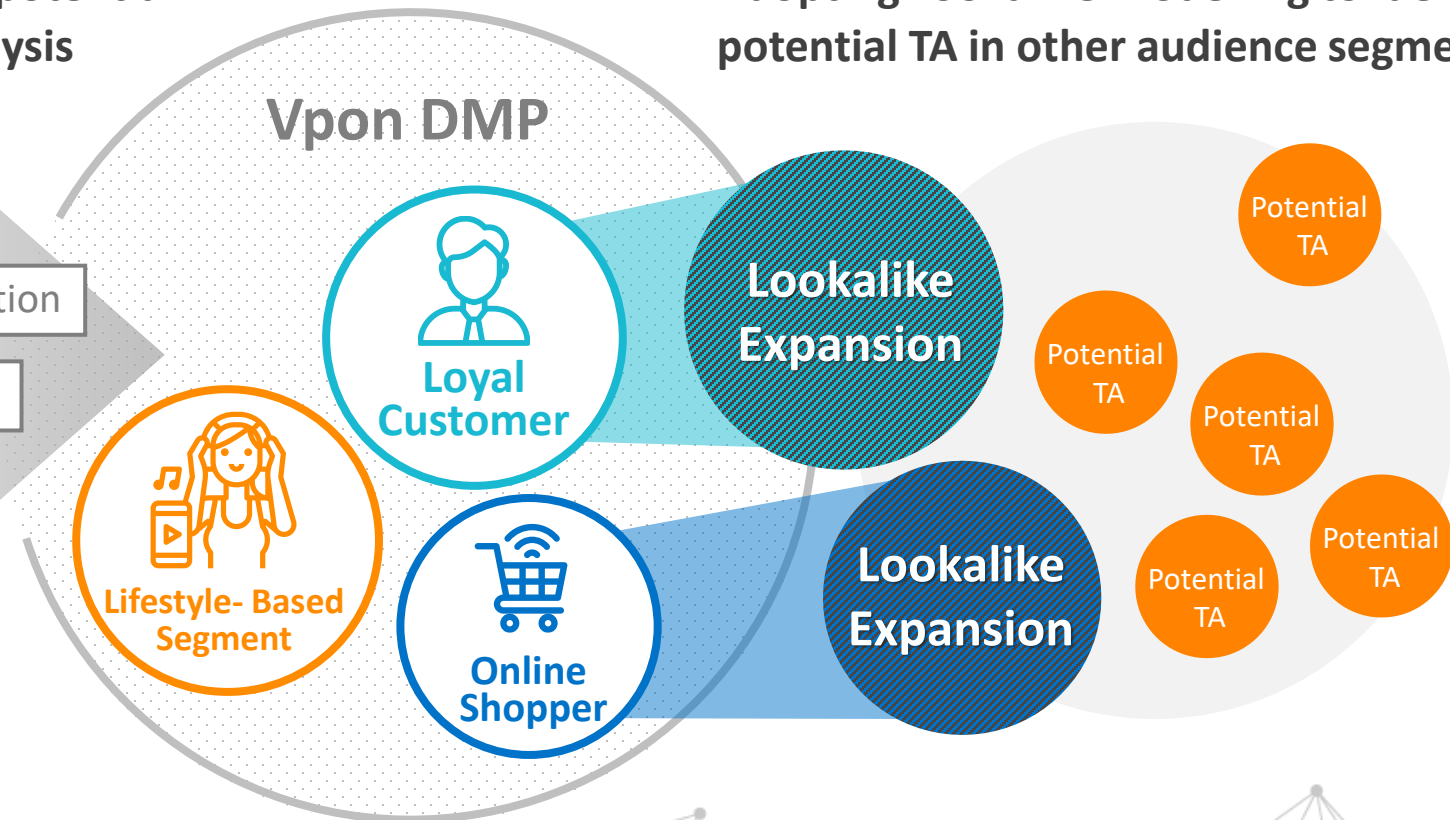 ysis
potential TA in other audience segme
Vpon DMP
tion
Loyal
Customer
Lifestyle- Based
Segment
Online
Shopper
Lookalike
Expansion
Lookalike
Expansion
Potential
TA
Potential
TA
Potential
TA
Potential
TA
Potential
TA